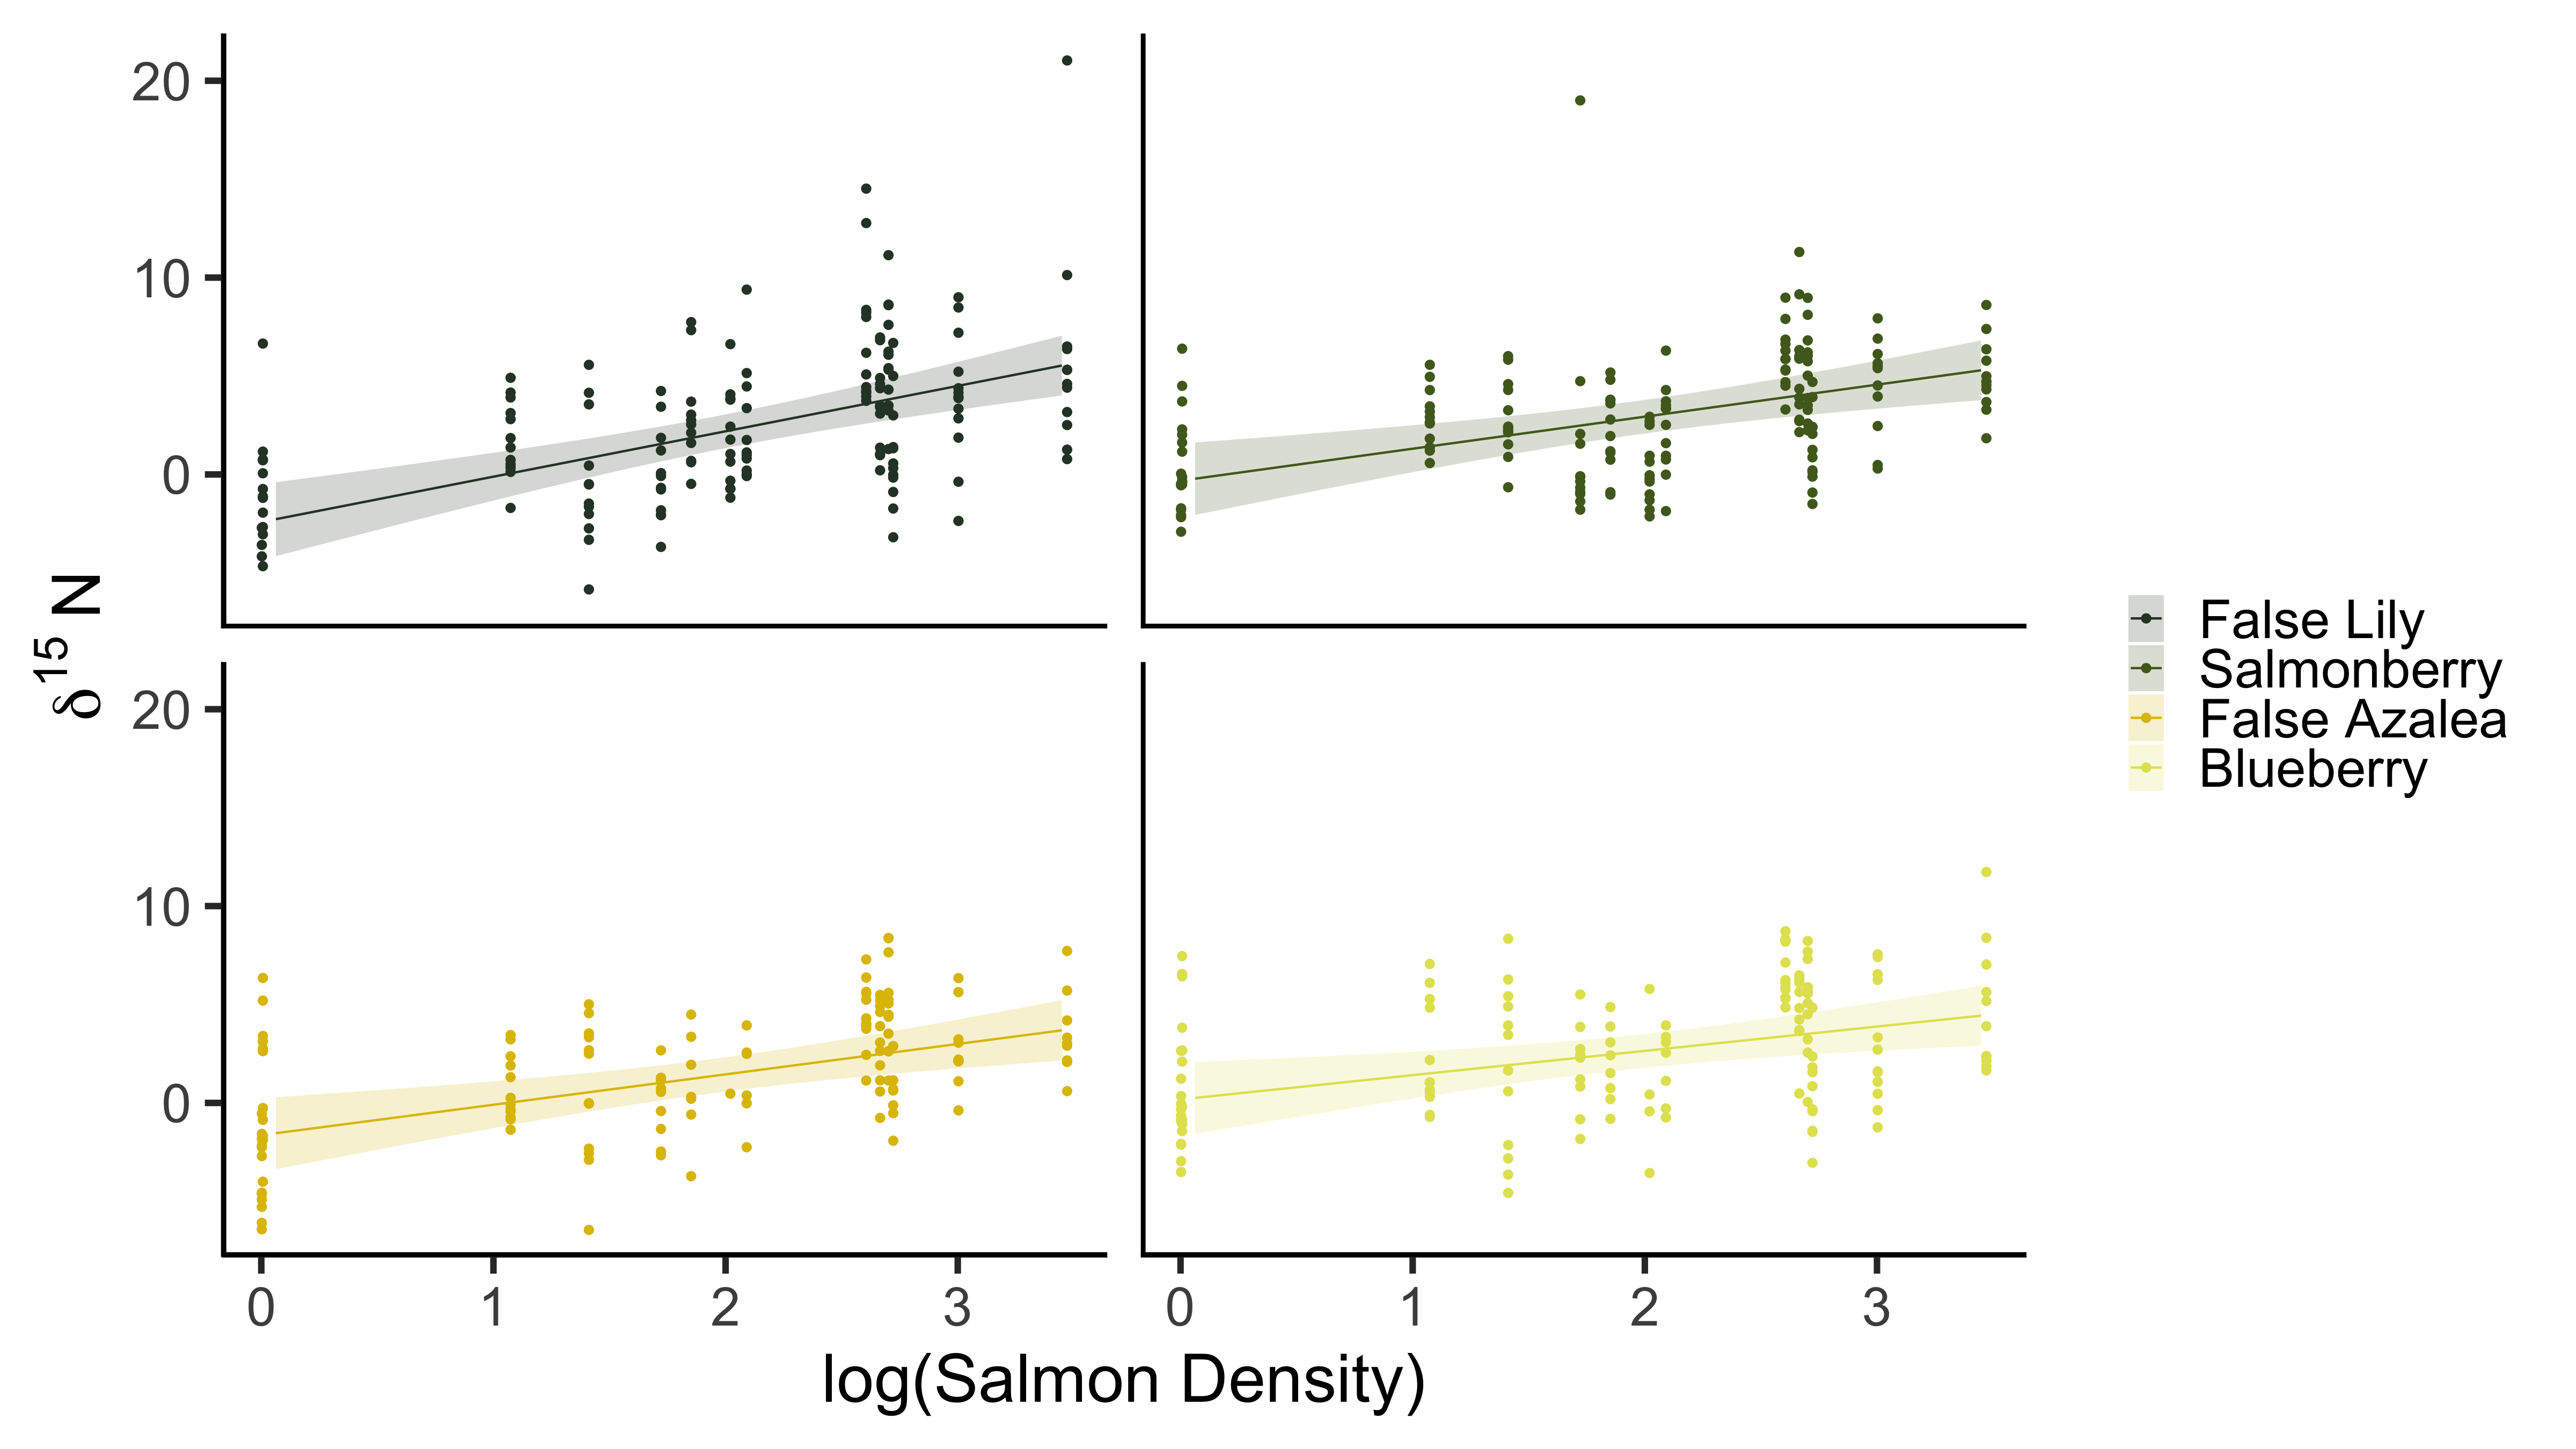 20
10
0
20
10
0
δ15 N
0 1 2 3
0 1 2 3
log(Salmon Density)
False Lily
Salmonberry
False Azalea
Blueberry